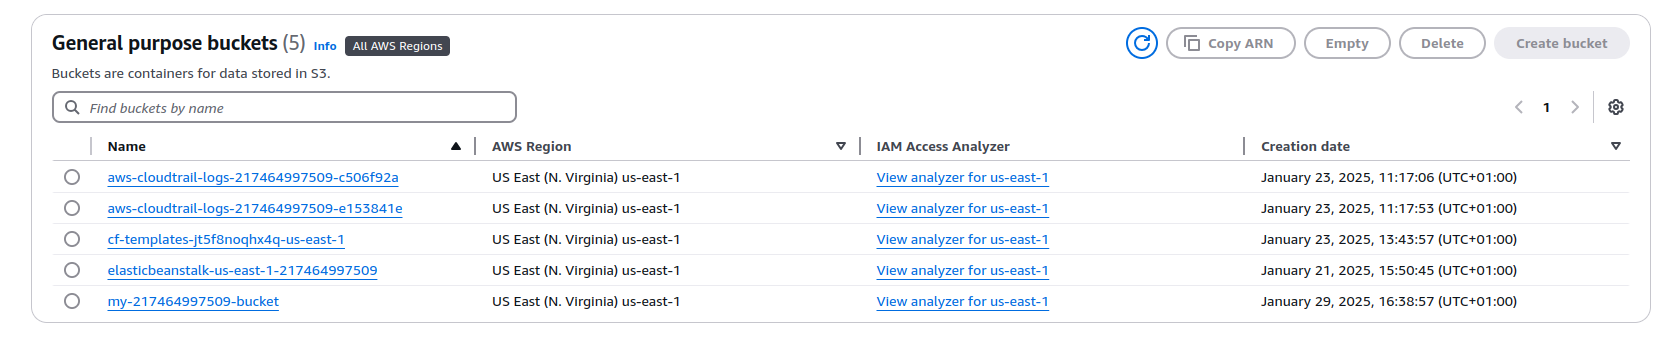 General purpose buckets (5) Info All AWS Regions
Copy ARN Empty Delete Create bucket
Buckets are containers for data stored in S3.
Find buckets by name
1
Name AWS Region IAM Access Analyzer Creation date
aws-cloudtrail-logs-217464997509-c506f92a US East (N. Virginia) us-east-1 View analyzer for us-east-1 January 23, 2025, 11:17:06 (UTC+01:00)
aws-cloudtrail-logs-217464997509-e153841e US East (N. Virginia) us-east-1 View analyzer for us-east-1 January 23, 2025, 11:17:53 (UTC+01:00)
cf-templates-jt5f8noqhx4q-us-east-1 US East (N. Virginia) us-east-1 View analyzer for us-east-1 January 23, 2025, 13:43:57 (UTC+01:00)
elasticbeanstalk-us-east-1-217464997509 US East (N. Virginia) us-east-1 View analyzer for us-east-1 January 21, 2025, 15:50:45 (UTC+01:00)
my-217464997509-bucket US East (N. Virginia) us-east-1 View analyzer for us-east-1 January 29, 2025, 16:38:57 (UTC+01:00)